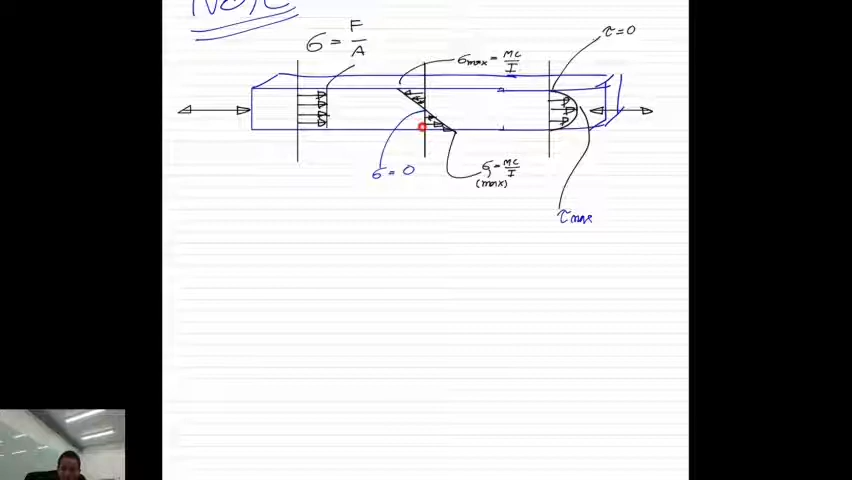 Note
τ=0
σ = F/A
σmax = Mc/I
σ = 0
σ = Mc/I
(max)
τmax